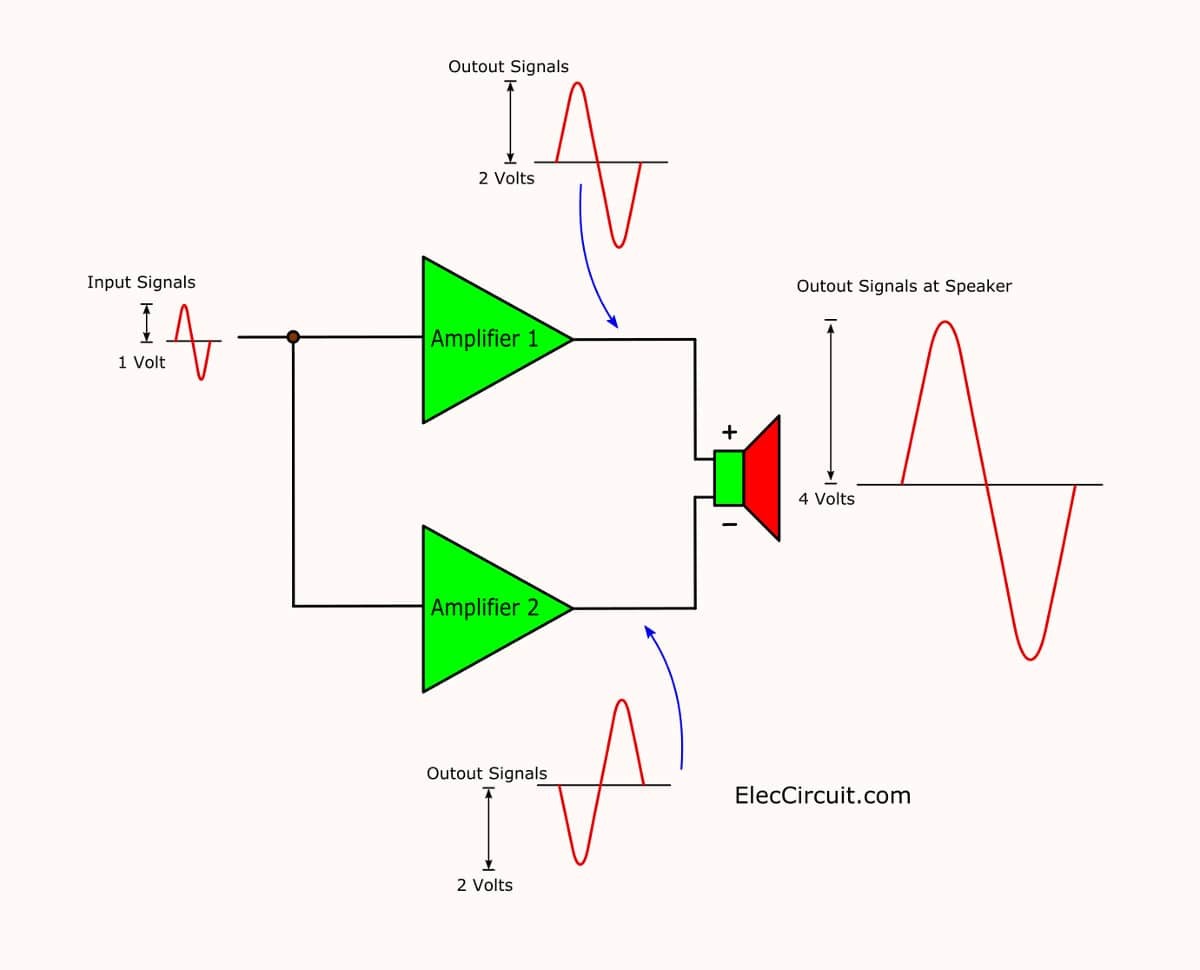 Outout Signals
2 Volts
Input Signals
1 Volt
Amplifier 1
Outout Signals at Speaker
+
4 Volts
−
Amplifier 2
Outout Signals
2 Volts
ElecCircuit.com